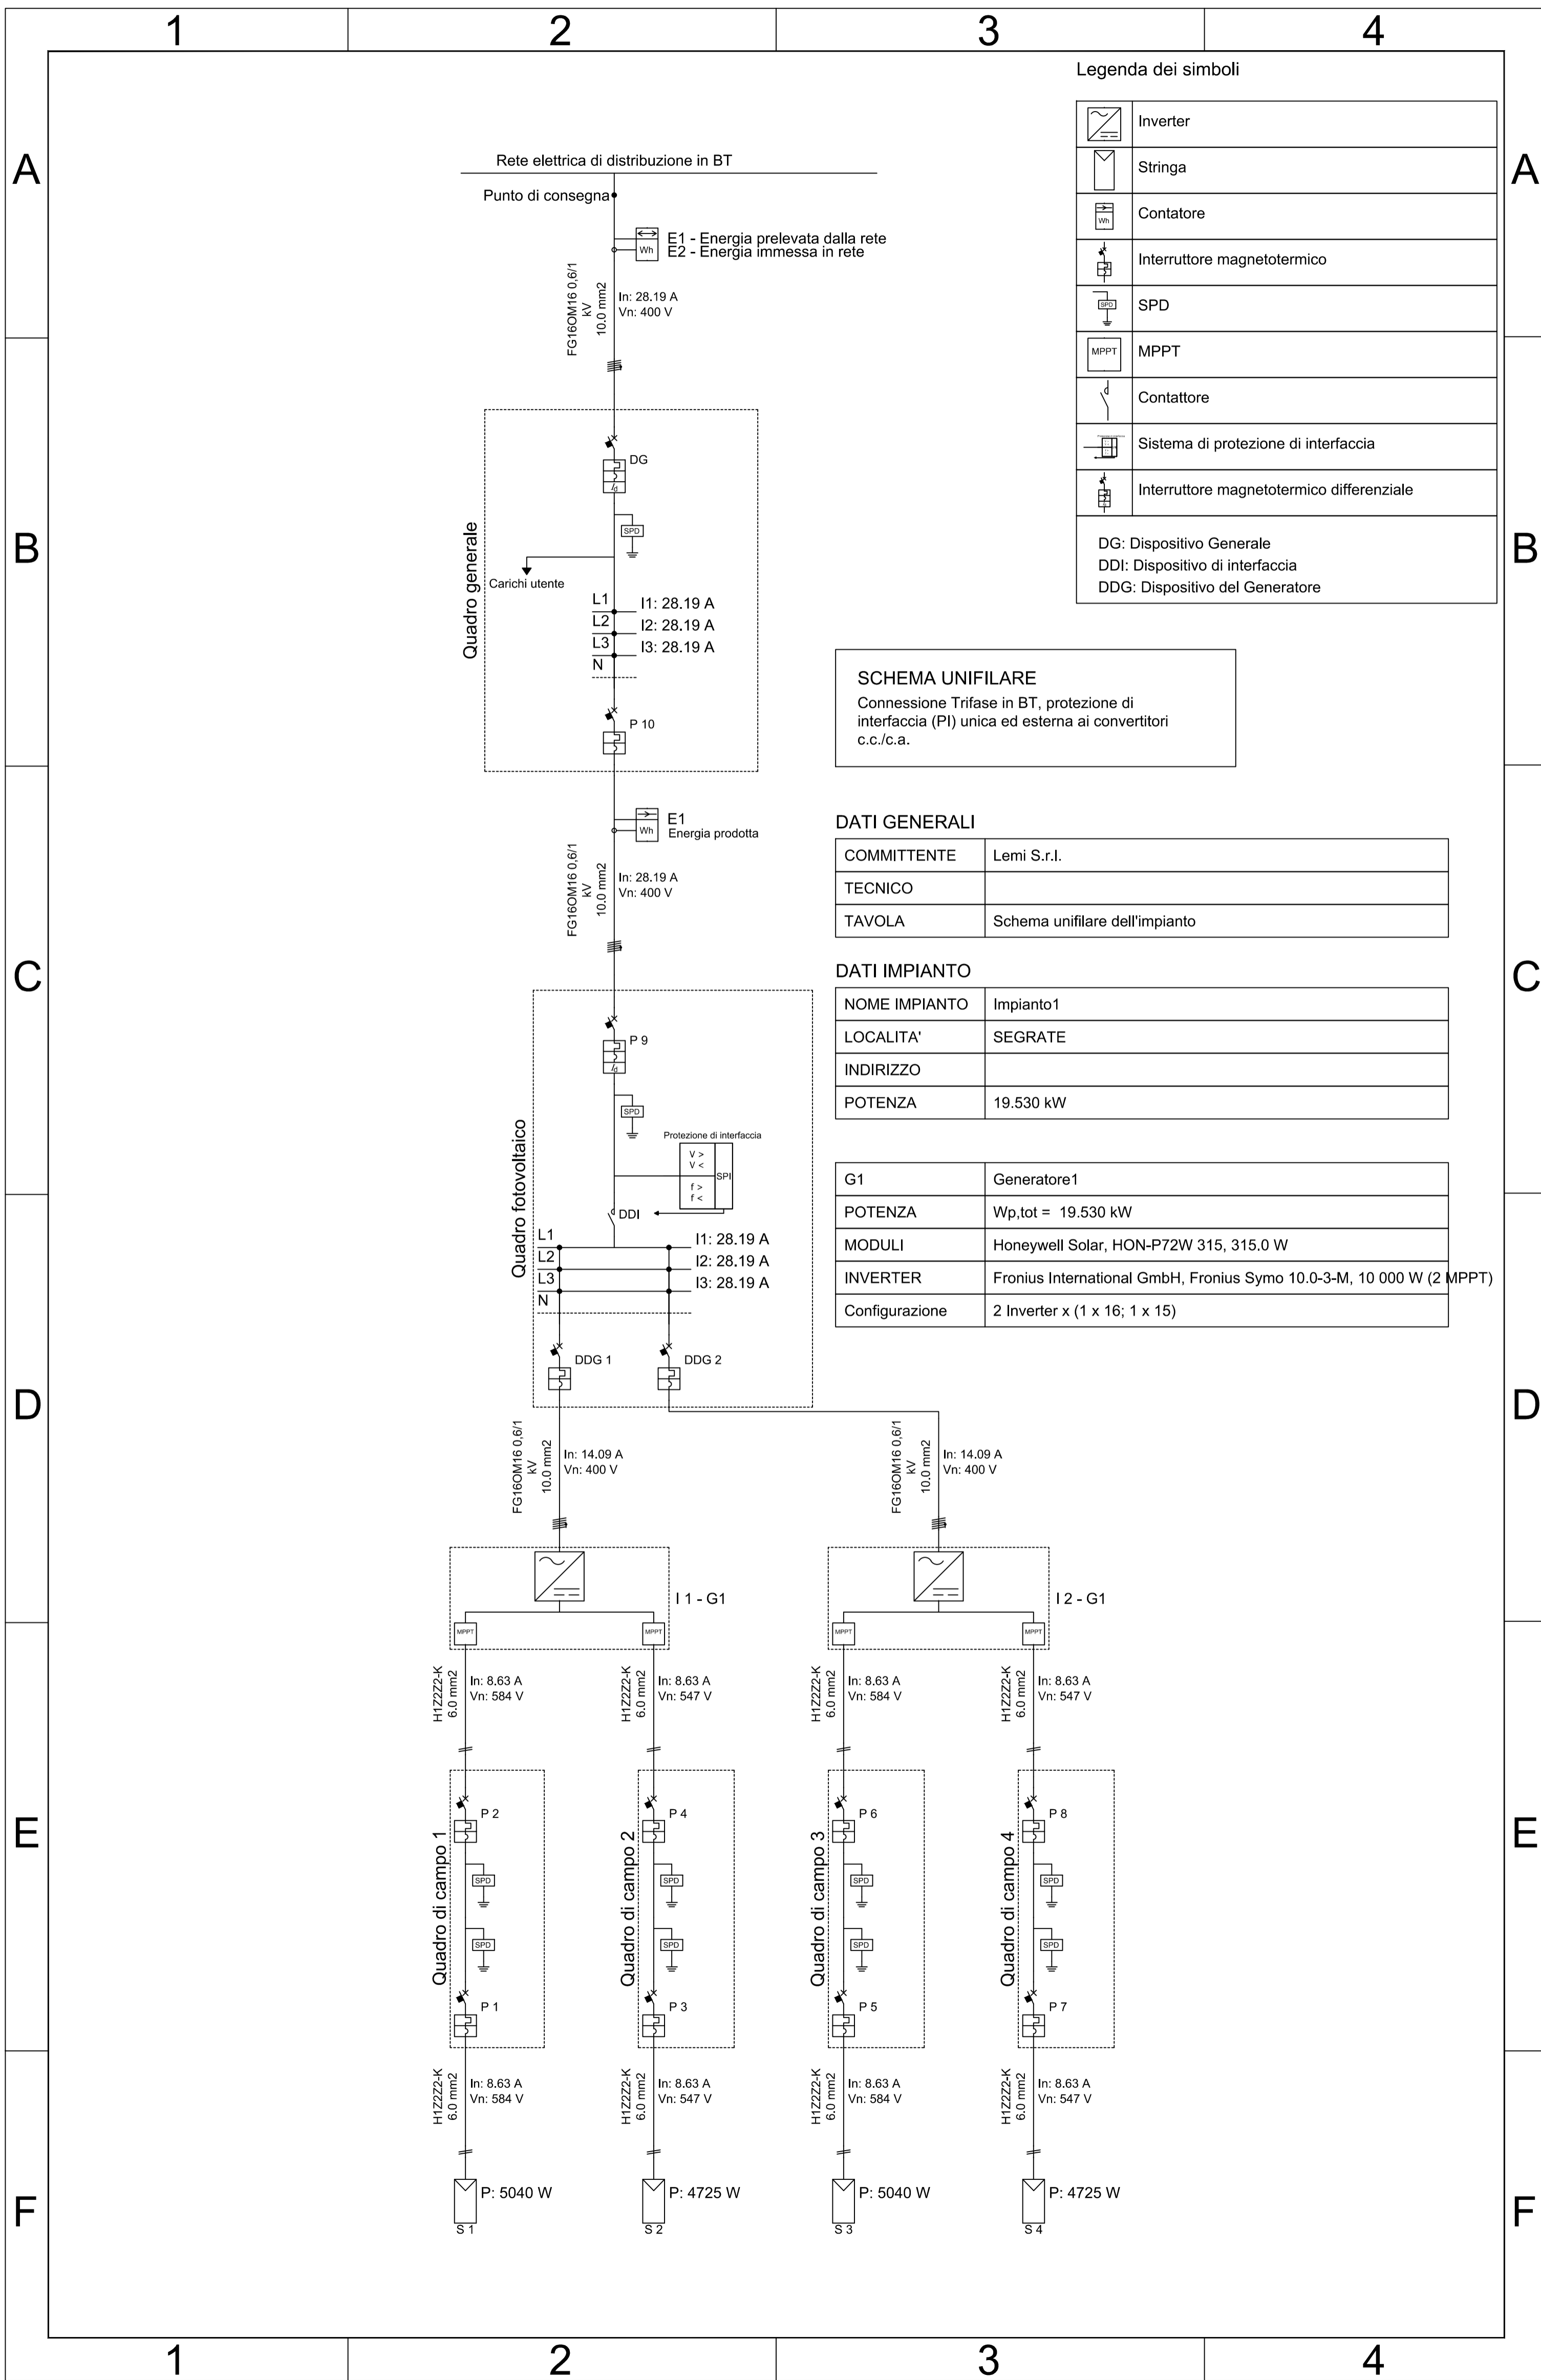 1
2
3
4
A
A
Legenda dei simboli
Inverter
Stringa
Wh
Contatore
Interruttore magnetotermico
SPD
SPD
MPPT
MPPT
Contattore
Sistema di protezione di interfaccia
Interruttore magnetotermico differenziale
DG: Dispositivo Generale
DDI: Dispositivo di interfaccia
DDG: Dispositivo del Generatore
Rete elettrica di distribuzione in BT
Punto di consegna
Wh
E1 - Energia prelevata dalla rete
E2 - Energia immessa in rete
FG16OM16 0,6/1
kV
10.0 mm2
In: 28.19 A
Vn: 400 V
B
B
Quadro generale
DG
d
SPD
Carichi utente
L1
I1: 28.19 A
L2
I2: 28.19 A
L3
I3: 28.19 A
N
P 10
SCHEMA UNIFILARE
Connessione Trifase in BT, protezione di
interfaccia (PI) unica ed esterna ai convertitori
c.c./c.a.
C
C
Wh
E1
Energia prodotta
FG16OM16 0,6/1
kV
10.0 mm2
In: 28.19 A
Vn: 400 V
DATI GENERALI
COMMITTENTE Lemi S.r.l.
TECNICO
TAVOLA Schema unifilare dell'impianto
DATI IMPIANTO
NOME IMPIANTO Impianto1
LOCALITA' SEGRATE
INDIRIZZO
POTENZA 19.530 kW
G1 Generatore1
POTENZA Wp,tot = 19.530 kW
MODULI Honeywell Solar, HON-P72W 315, 315.0 W
INVERTER Fronius International GmbH, Fronius Symo 10.0-3-M, 10 000 W (2 MPPT)
Configurazione 2 Inverter x (1 x 16; 1 x 15)
Quadro fotovoltaico
P 9
d
SPD
Protezione di interfaccia
V >
V <
f >
f <
SPI
DDI
L1
I1: 28.19 A
L2
I2: 28.19 A
L3
I3: 28.19 A
N
DDG 1
DDG 2
D
D
FG16OM16 0,6/1
kV
10.0 mm2
In: 14.09 A
Vn: 400 V
FG16OM16 0,6/1
kV
10.0 mm2
In: 14.09 A
Vn: 400 V
I 1 - G1
I 2 - G1
MPPT
MPPT
MPPT
MPPT
H1Z2Z2-K
6.0 mm2
In: 8.63 A
Vn: 584 V
H1Z2Z2-K
6.0 mm2
In: 8.63 A
Vn: 547 V
H1Z2Z2-K
6.0 mm2
In: 8.63 A
Vn: 584 V
H1Z2Z2-K
6.0 mm2
In: 8.63 A
Vn: 547 V
E
E
Quadro di campo 1
P 2
SPD
SPD
P 1
Quadro di campo 2
P 4
SPD
SPD
P 3
Quadro di campo 3
P 6
SPD
SPD
P 5
Quadro di campo 4
P 8
SPD
SPD
P 7
H1Z2Z2-K
6.0 mm2
In: 8.63 A
Vn: 584 V
H1Z2Z2-K
6.0 mm2
In: 8.63 A
Vn: 547 V
H1Z2Z2-K
6.0 mm2
In: 8.63 A
Vn: 584 V
H1Z2Z2-K
6.0 mm2
In: 8.63 A
Vn: 547 V
F
F
P: 5040 W
S 1
P: 4725 W
S 2
P: 5040 W
S 3
P: 4725 W
S 4
1
2
3
4